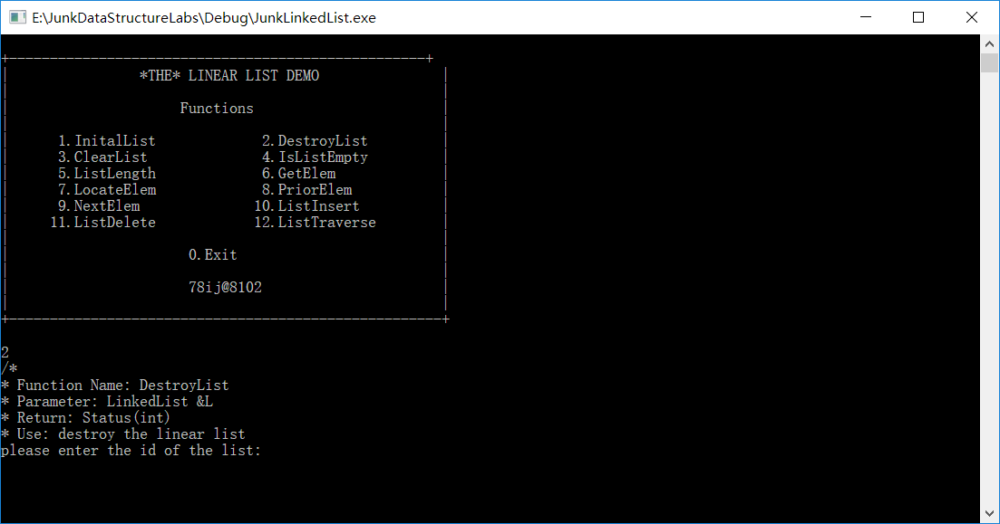 E:\JunkDataStructureLabs\Debug\JunkLinkedList.exe
+---------------------------------------------------+
| *THE* LINEAR LIST DEMO |
| |
| Functions |
| |
| 1.InitalList 2.DestroyList |
| 3.ClearList 4.IsListEmpty |
| 5.ListLength 6.GetElem |
| 7.LocateElem 8.PriorElem |
| 9.NextElem 10.ListInsert |
| 11.ListDelete 12.ListTraverse |
| |
| 0.Exit |
| |
| 78ij@8102 |
| |
+-----------------------------------------------------+
2
/*
* Function Name: DestroyList
* Parameter: LinkedList &L
* Return: Status(int)
* Use: destroy the linear list
please enter the id of the list: